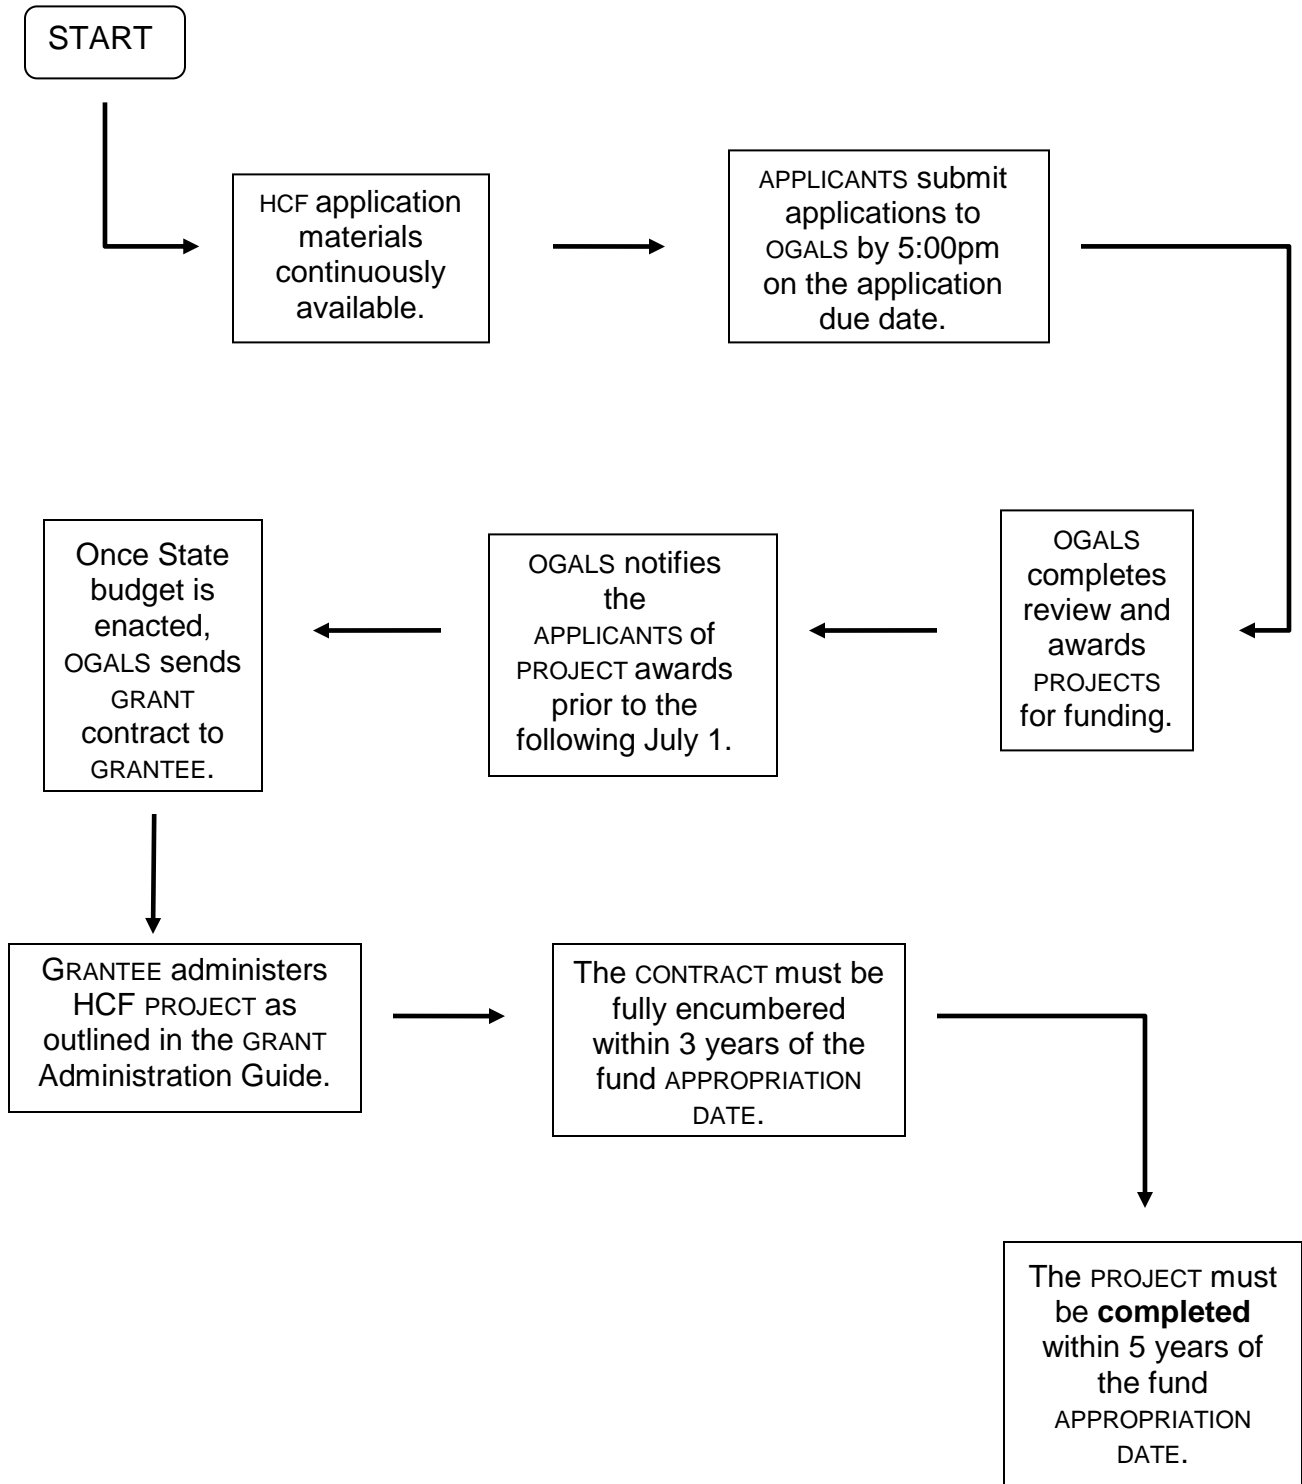 START
HCF application
materials
continuously
available.
APPLICANTS submit
applications to
OGALS by 5:00pm
on the application
due date.
OGALS
completes
review and
awards
PROJECTS
for funding.
OGALS notifies
the
APPLICANTS of
PROJECT awards
prior to the
following July 1.
Once State
budget is
enacted,
OGALS sends
GRANT
contract to
GRANTEE.
GRANTEE administers
HCF PROJECT as
outlined in the GRANT
Administration Guide.
The CONTRACT must be
fully encumbered
within 3 years of the
fund APPROPRIATION
DATE.
The PROJECT must
be completed
within 5 years of
the fund
APPROPRIATION
DATE.